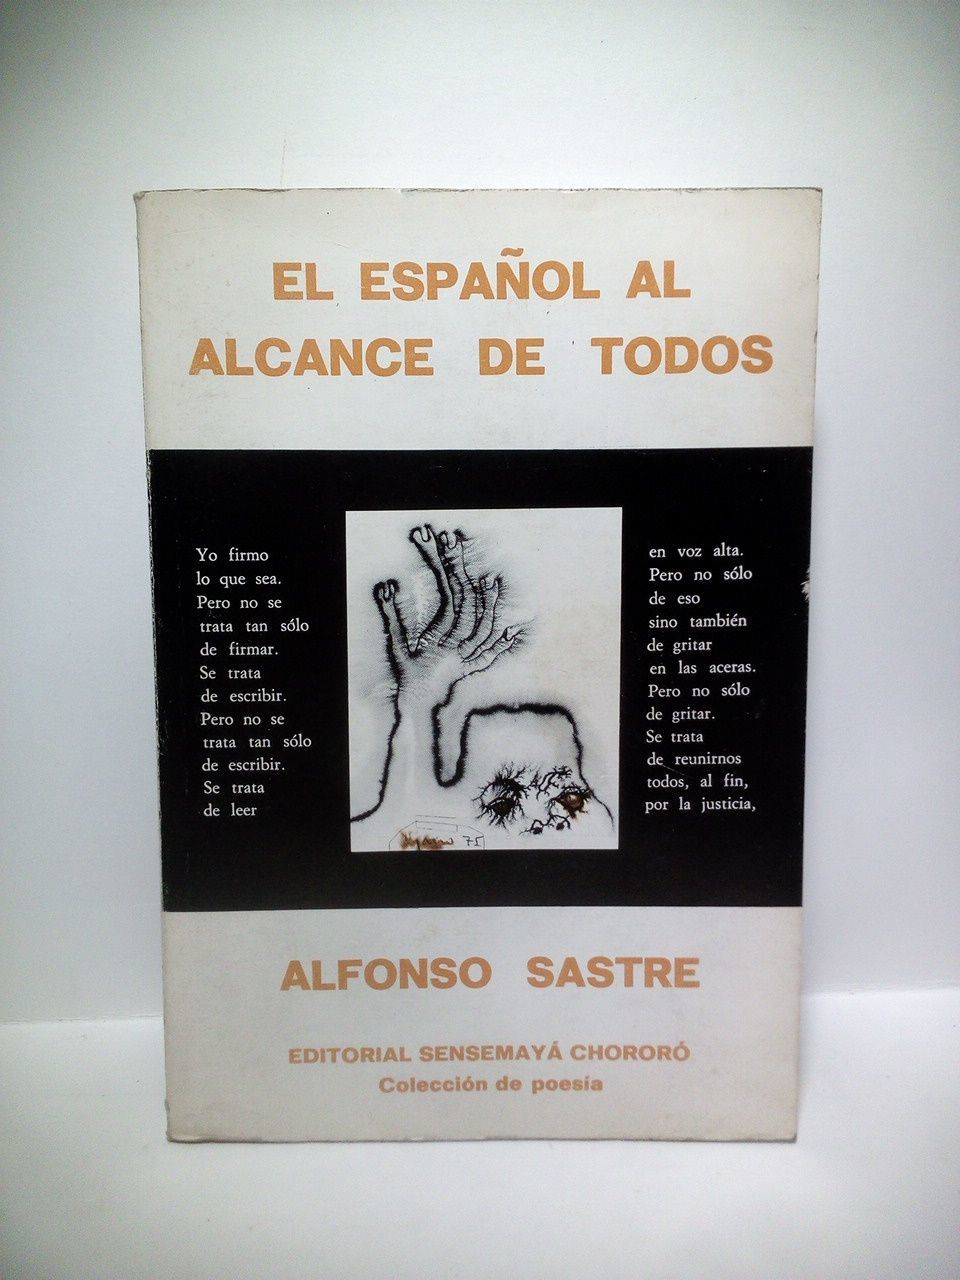 EL ESPAÑOL AL
ALCANCE DE TODOS
Yo firmo
lo que sea.
Pero no se
trata tan sólo
de firmar.
Se trata
de escribir.
Pero no se
trata tan sólo
de escribir.
Se trata
de leer
en voz alta.
Pero no sólo
de eso
sino también
de gritar
en las aceras.
Pero no sólo
de gritar.
Se trata
de reunirnos
todos, al fin,
por la justicia,
75
ALFONSO SASTRE
EDITORIAL SENSEMAYÁ CHORORÓ
Colección de poesía